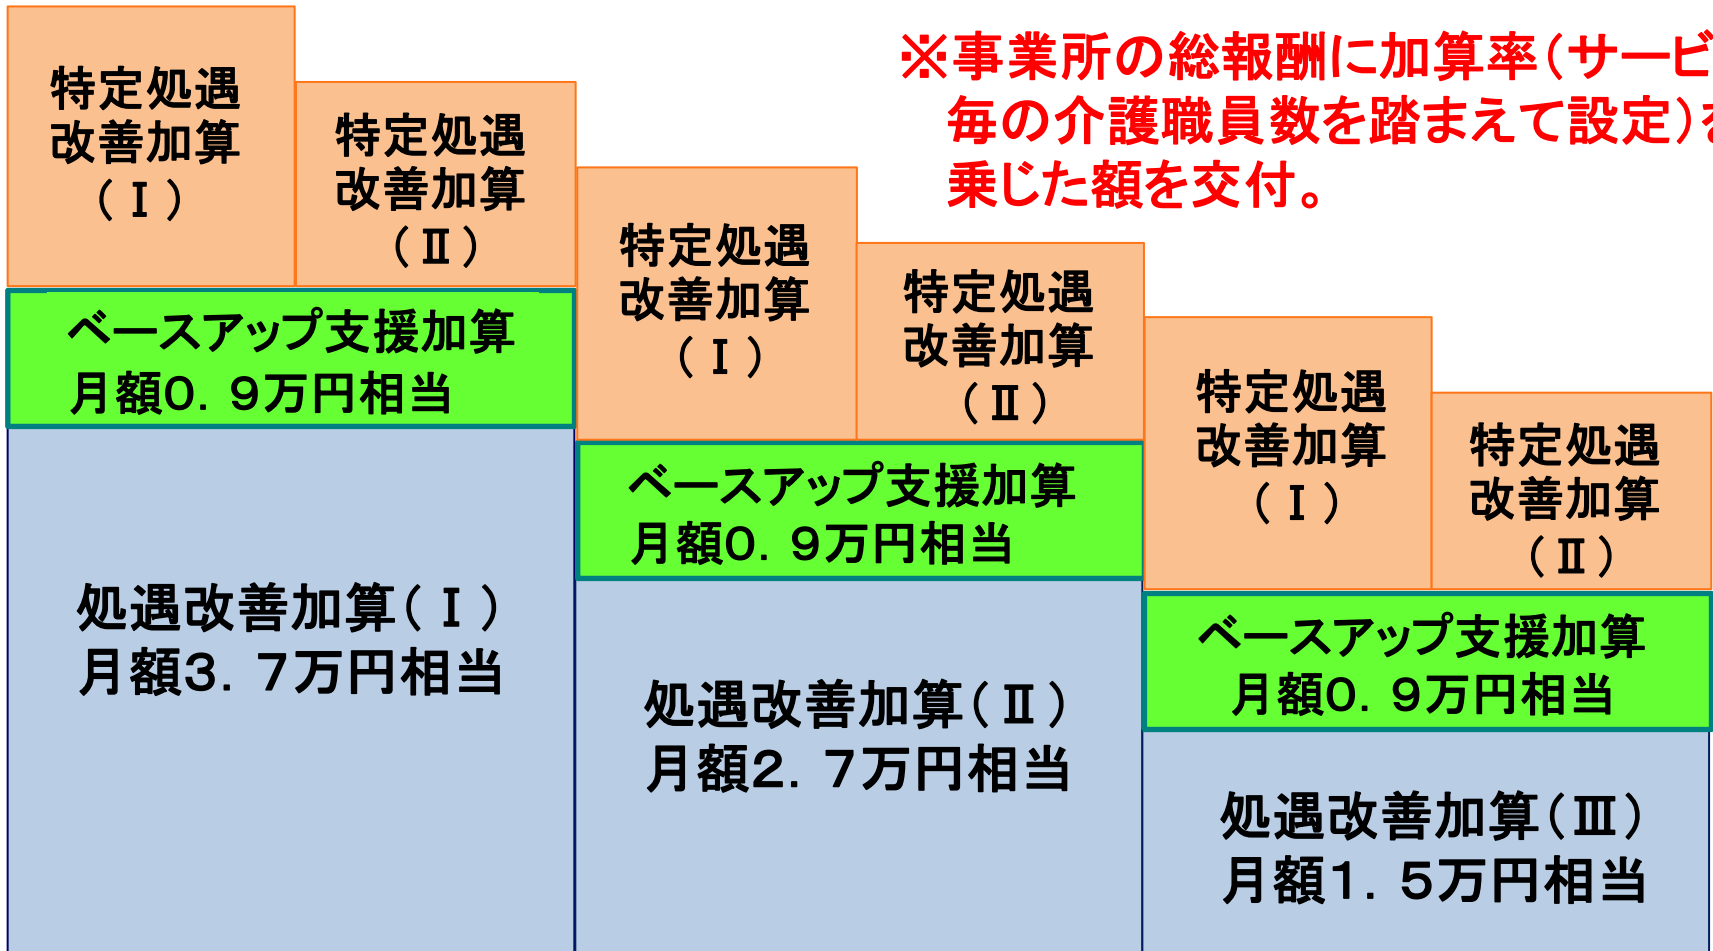 特定処遇
改善加算
（Ⅰ）
特定処遇
改善加算
（Ⅱ）
※事業所の総報酬に加算率（サービ
毎の介護職員数を踏まえて設定）
乗じた額を交付。
特定処遇
改善加算
（Ⅰ）
特定処遇
改善加算
（Ⅱ）
特定処遇
改善加算
（Ⅰ）
特定処遇
改善加算
（Ⅱ）
ベースアップ支援加算
月額０．９万円相当
ベースアップ支援加算
月額０．９万円相当
ベースアップ支援加算
月額０．９万円相当
処遇改善加算（Ⅰ）
月額３．７万円相当
処遇改善加算（Ⅱ）
月額２．７万円相当
処遇改善加算（Ⅲ）
月額１．５万円相当